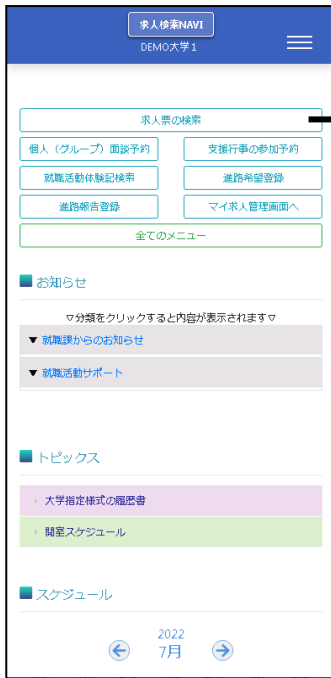 求人検索NAVI
DEMO大学1
求人票の検索
個人（グループ）面談予約
支援行事の参加予約
就職活動体験記検索
進路希望登録
進路報告登録
マイ求人管理画面へ
全てのメニュー
お知らせ
▽分類をクリックすると内容が表示されます▽
▼ 就職課からのお知らせ
▼ 就職活動サポート
トピックス
大学指定様式の履歴書
開室スケジュール
スケジュール
2022
7月